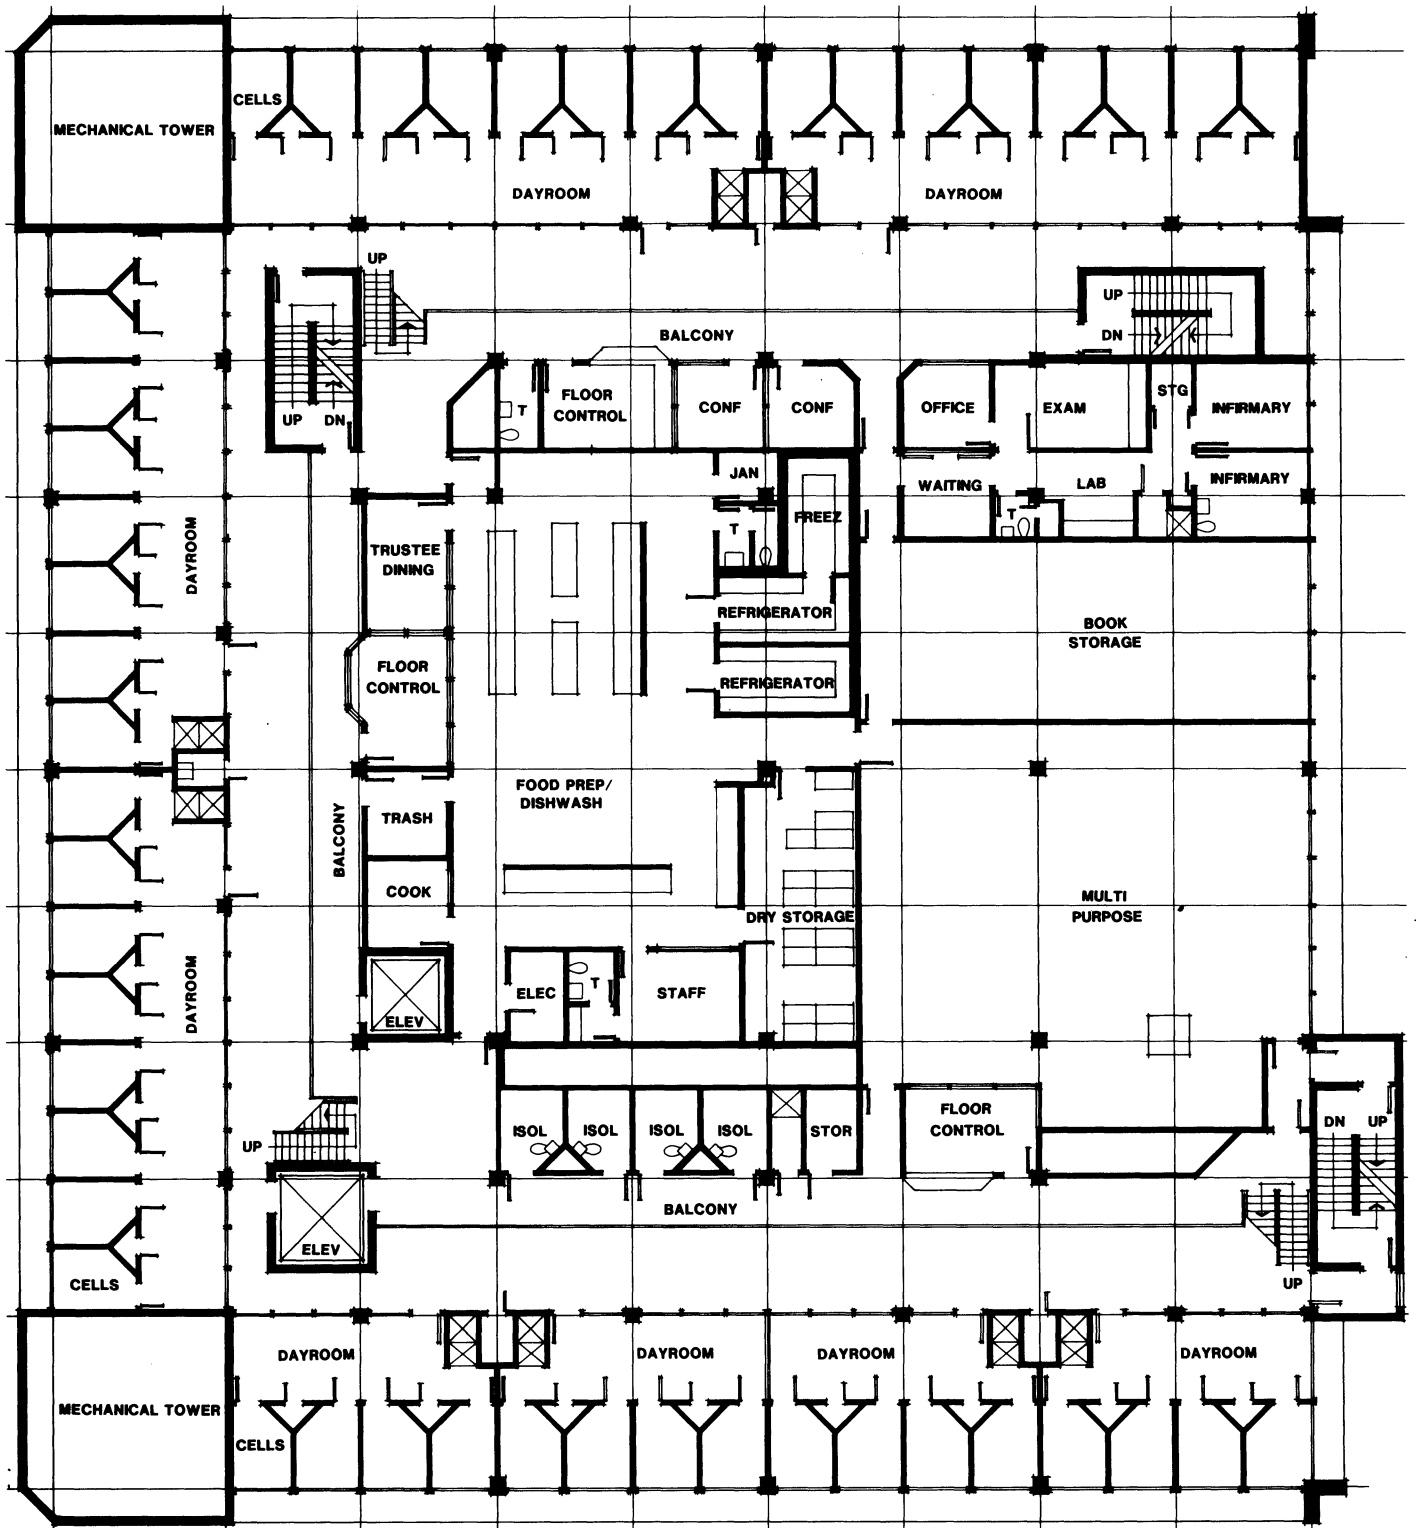 CELLS
MECHANICAL TOWER
DAYROOM
DAYROOM
UP
UP
DN
BALCONY
UP
DN
T
FLOOR
CONTROL
CONF
CONF
OFFICE
EXAM
STG
INFIRMARY
JAN
WAITING
LAB
INFIRMARY
FREEZ
T
T
DAYROOM
TRUSTEE
DINING
REFRIGERATOR
BOOK
STORAGE
FLOOR
CONTROL
REFRIGERATOR
FOOD PREP/
DISHWASH
BALCONY
TRASH
COOK
DRY STORAGE
MULTI
PURPOSE
DAYROOM
ELEV
ELEC
T
STAFF
FLOOR
CONTROL
UP
ISOL
ISOL
ISOL
ISOL
STOR
DN
UP
BALCONY
ELEV
CELLS
UP
DAYROOM
DAYROOM
DAYROOM
DAYROOM
MECHANICAL TOWER
CELLS